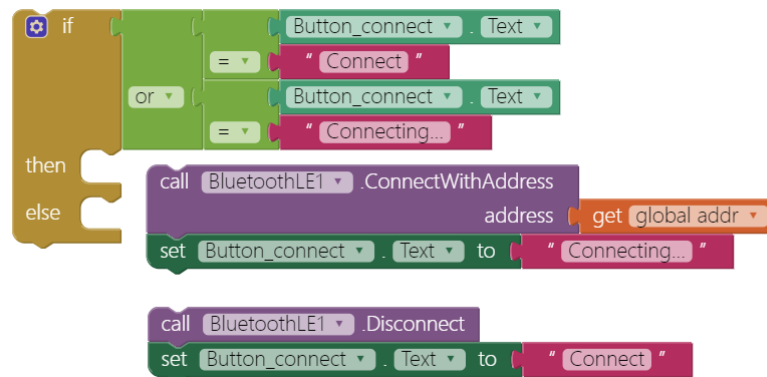 if Button_connect . Text
= " Connect "
or Button_connect . Text
= " Connecting... "
then
call BluetoothLE1 .ConnectWithAddress
else
address get global addr
set Button_connect . Text to " Connecting... "
call BluetoothLE1 .Disconnect
set Button_connect . Text to " Connect "